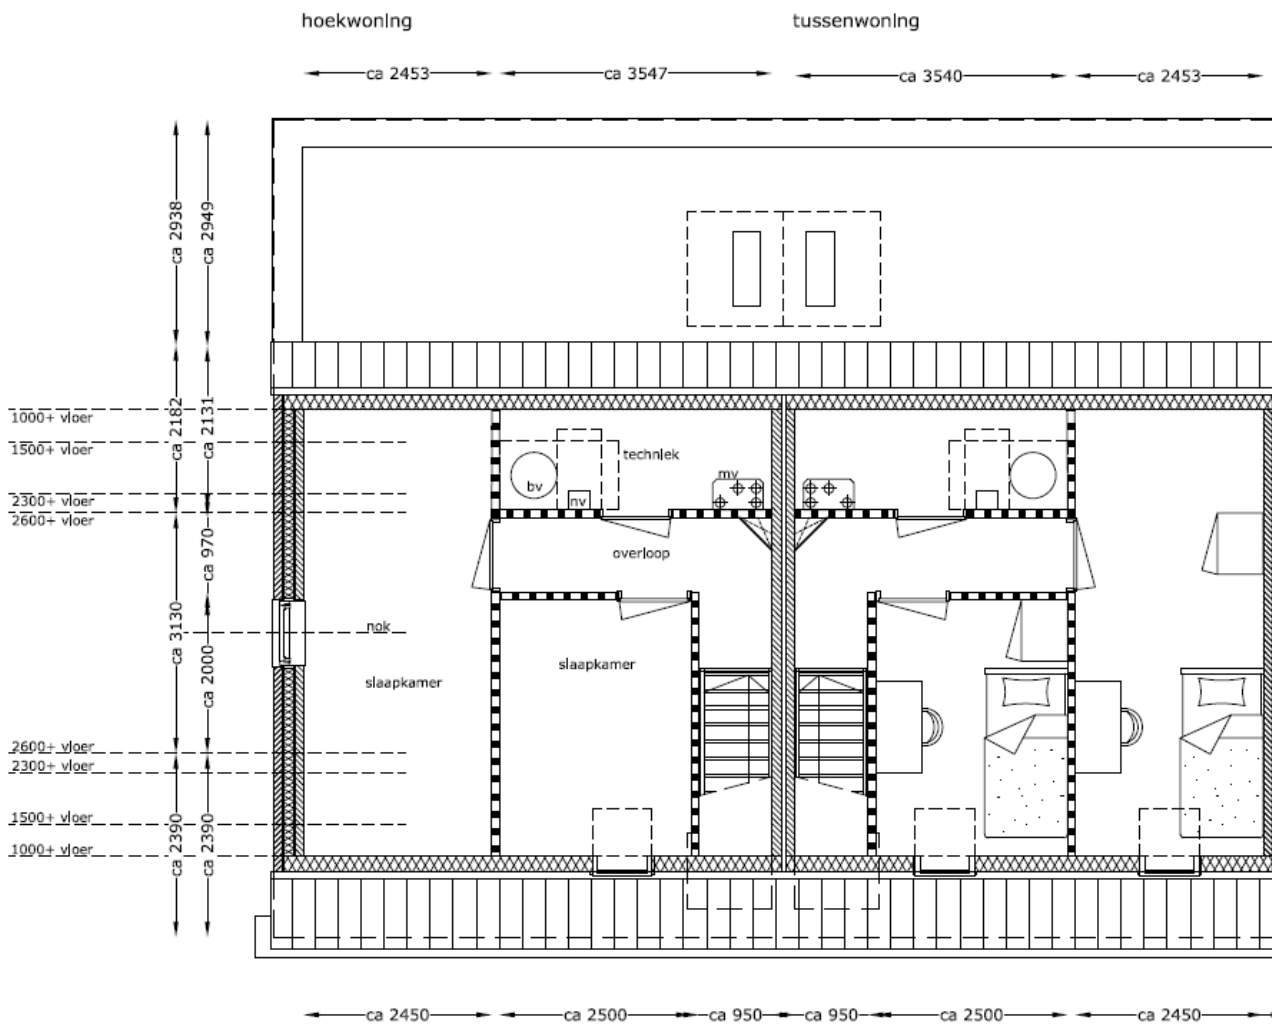 hoekwoning tussenwoning
ca 2453 ca 3547 ca 3540 ca 2453
ca 2938 ca 2949
ca 2182 ca 2131
1000+ vloer
1500+ vloer
techniek
mv
bv
nv
2300+ vloer
2600+ vloer
ca 970
overloop
ca 3130
nok
ca 2000
slaapkamer
slaapkamer
2600+ vloer
2300+ vloer
1500+ vloer
ca 2390 ca 2390
1000+ vloer
ca 2450 ca 2500 ca 950 ca 950 ca 2500 ca 2450